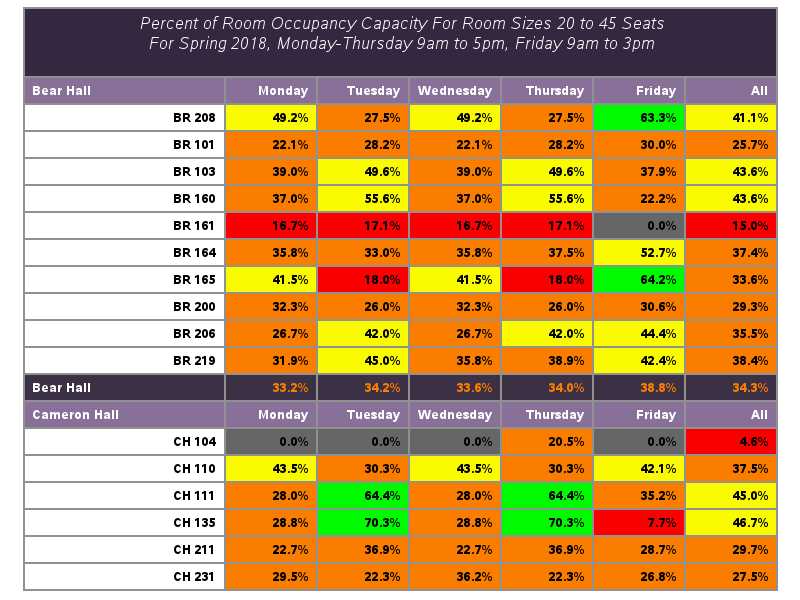 Percent of Room Occupancy Capacity For Room Sizes 20 to 45 Seats
For Spring 2018, Monday-Thursday 9am to 5pm, Friday 9am to 3pm
Bear Hall Monday Tuesday Wednesday Thursday Friday All
BR 208 49.2% 27.5% 49.2% 27.5% 63.3% 41.1%
BR 101 22.1% 28.2% 22.1% 28.2% 30.0% 25.7%
BR 103 39.0% 49.6% 39.0% 49.6% 37.9% 43.6%
BR 160 37.0% 55.6% 37.0% 55.6% 22.2% 43.6%
BR 161 16.7% 17.1% 16.7% 17.1% 0.0% 15.0%
BR 164 35.8% 33.0% 35.8% 37.5% 52.7% 37.4%
BR 165 41.5% 18.0% 41.5% 18.0% 64.2% 33.6%
BR 200 32.3% 26.0% 32.3% 26.0% 30.6% 29.3%
BR 206 26.7% 42.0% 26.7% 42.0% 44.4% 35.5%
BR 219 31.9% 45.0% 35.8% 38.9% 42.4% 38.4%
Bear Hall 33.2% 34.2% 33.6% 34.0% 38.8% 34.3%
Cameron Hall Monday Tuesday Wednesday Thursday Friday All
CH 104 0.0% 0.0% 0.0% 20.5% 0.0% 4.6%
CH 110 43.5% 30.3% 43.5% 30.3% 42.1% 37.5%
CH 111 28.0% 64.4% 28.0% 64.4% 35.2% 45.0%
CH 135 28.8% 70.3% 28.8% 70.3% 7.7% 46.7%
CH 211 22.7% 36.9% 22.7% 36.9% 28.7% 29.7%
CH 231 29.5% 22.3% 36.2% 22.3% 26.8% 27.5%